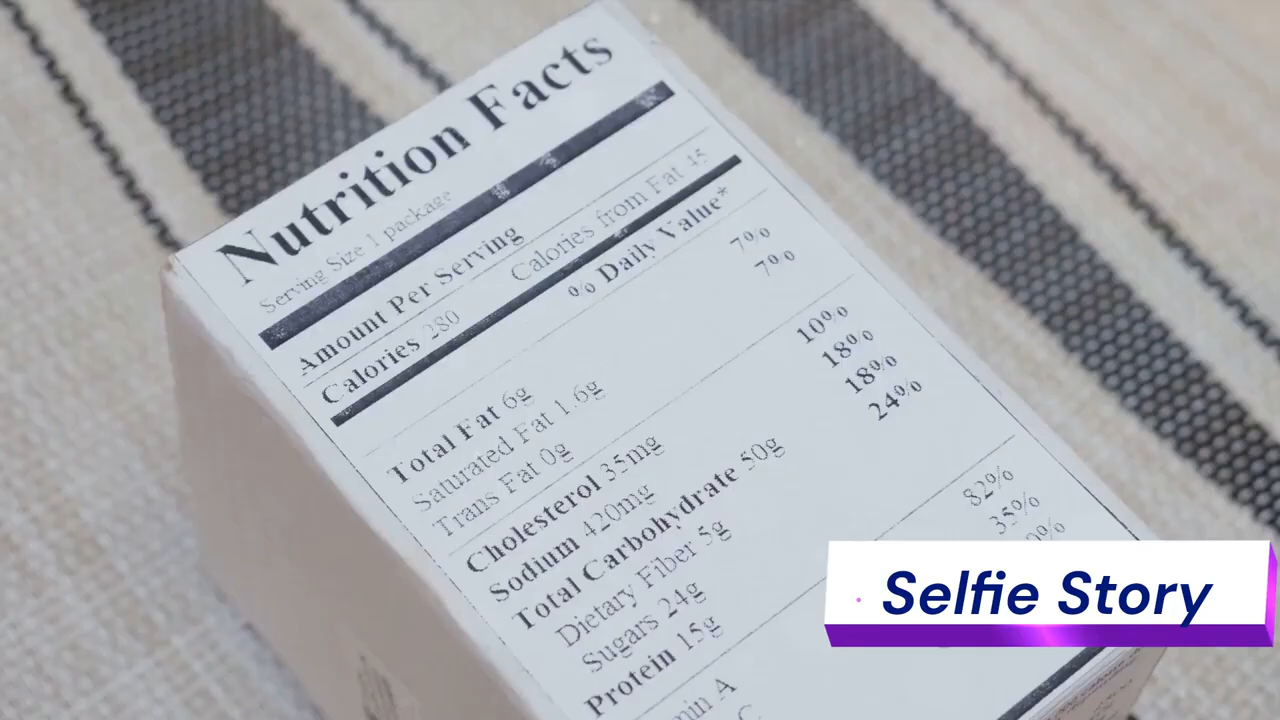 Nutrition Facts
Serving Size 1 package
Amount Per Serving
Calories 280 Calories from Fat 45
% Daily Value*
Total Fat 6g 7%
Saturated Fat 1.6g 7%
Trans Fat 0g
Cholesterol 35mg 10%
Sodium 420mg 18%
Total Carbohydrate 50g 18%
Dietary Fiber 5g 24%
Sugars 24g
Protein 15g
82%
35%
Selfie Story